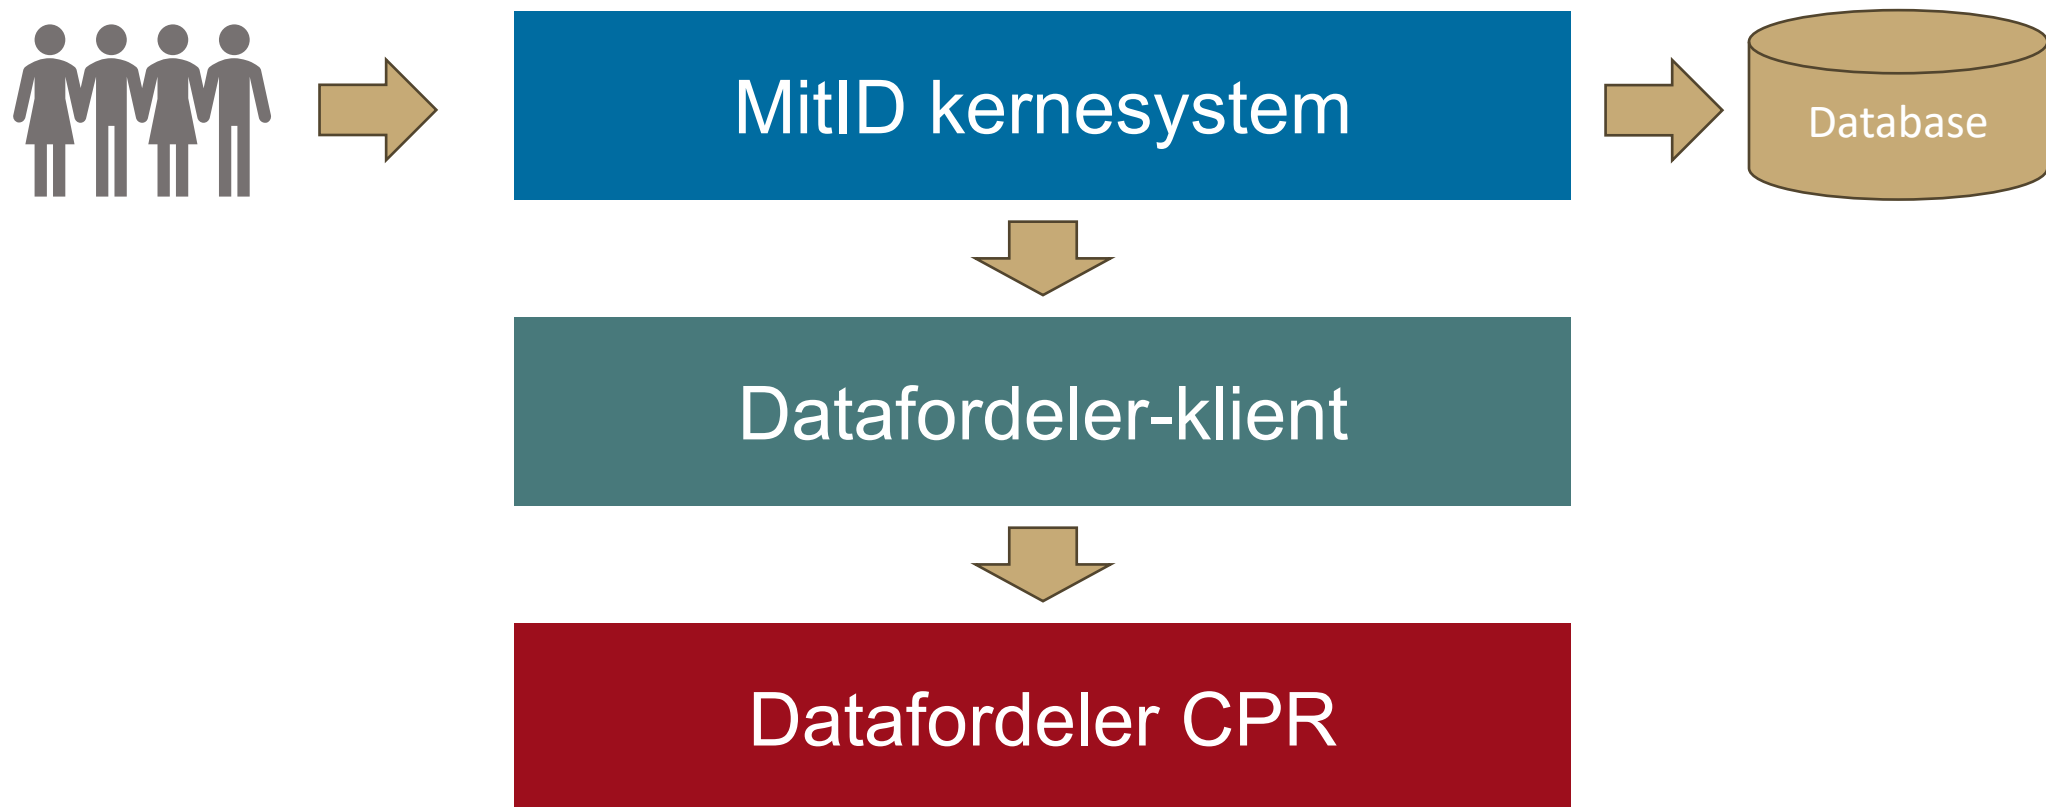 MitID kernesystem
Database
Datafordeler-klient
Datafordeler CPR